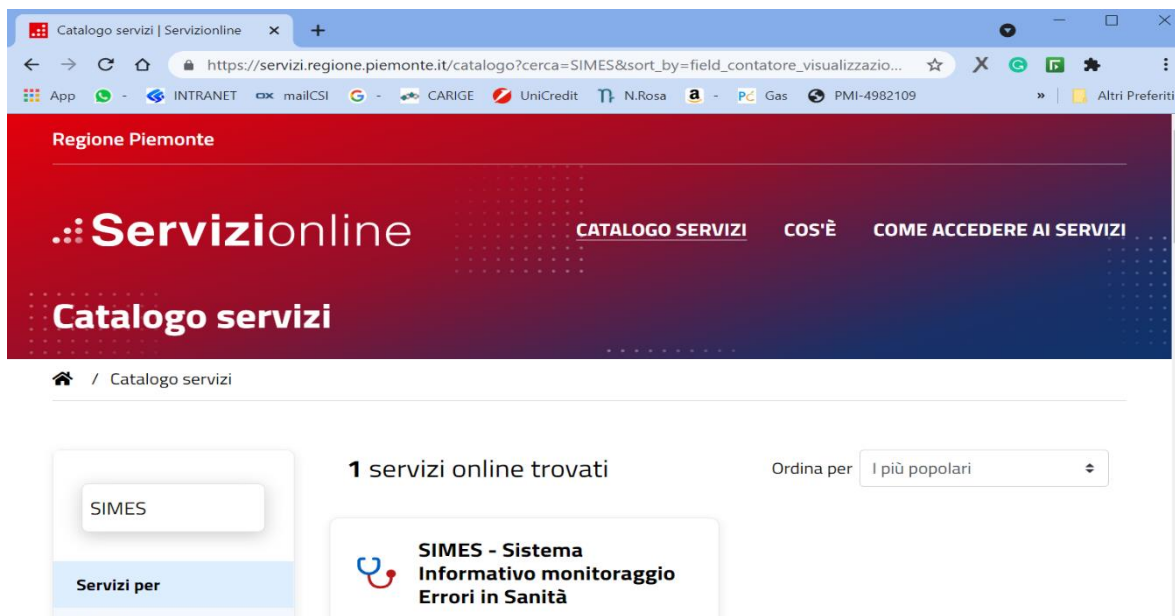 Catalogo servizi | Servizionline
https://servizi.regione.piemonte.it/catalogo?cerca=SIMES&sort_by=field_contatore_visualizzazio...
App - INTRANET mailCSI - CARIGE UniCredit N.Rosa - Gas PMI-4982109 » Altri Preferiti
Regione Piemonte
Servizionline
CATALOGO SERVIZI COS'È COME ACCEDERE AI SERVIZI
Catalogo servizi
/ Catalogo servizi
1 servizi online trovati
Ordina per I più popolari
SIMES
Servizi per
SIMES - Sistema
Informativo monitoraggio
Errori in Sanità